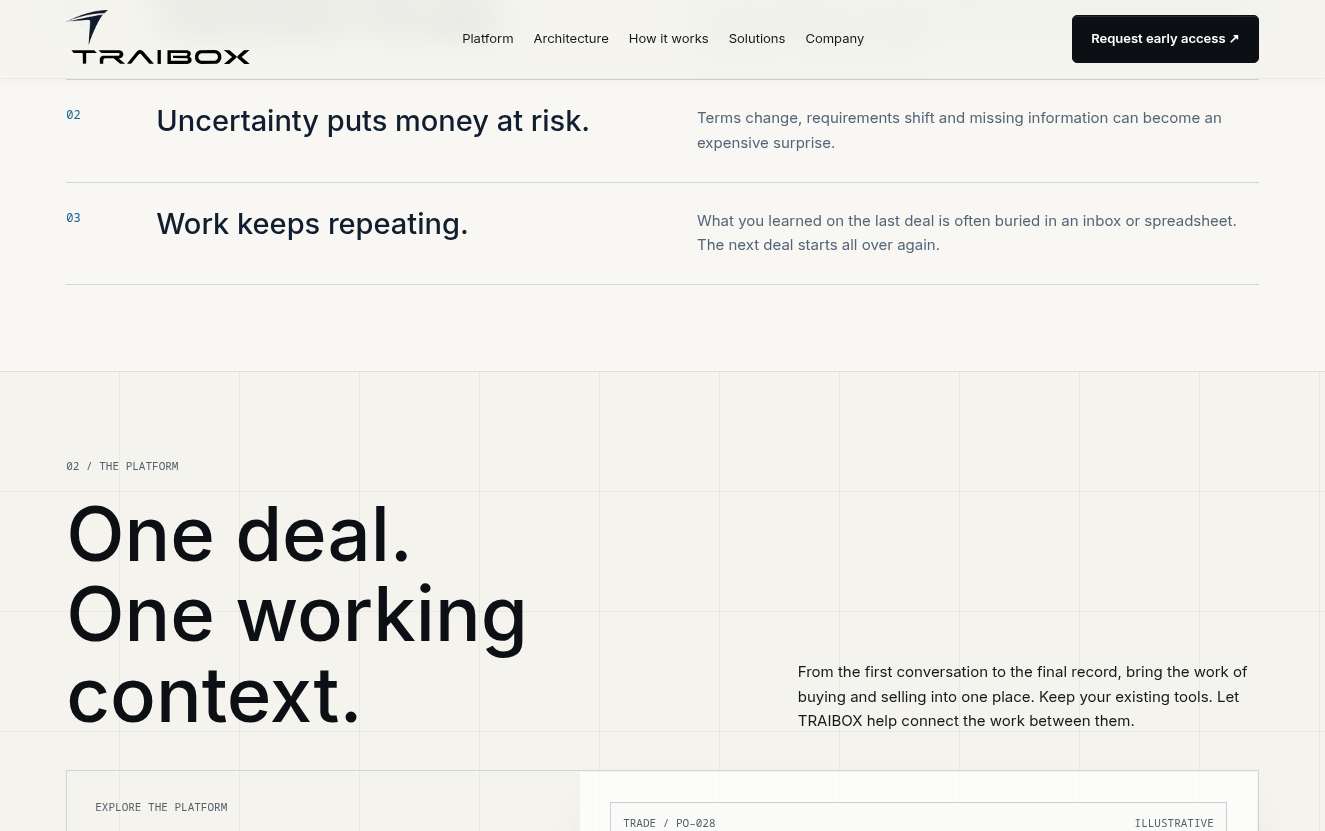 TRAIBOX
Platform
Architecture
How it works
Solutions
Company
Request early access ↗
02
Uncertainty puts money at risk.
Terms change, requirements shift and missing information can become an
expensive surprise.
03
Work keeps repeating.
What you learned on the last deal is often buried in an inbox or spreadsheet.
The next deal starts all over again.
02 / THE PLATFORM
One deal.
One working
context.
From the first conversation to the final record, bring the work of
buying and selling into one place. Keep your existing tools. Let
TRAIBOX help connect the work between them.
EXPLORE THE PLATFORM
TRADE / PO-028
ILLUSTRATIVE